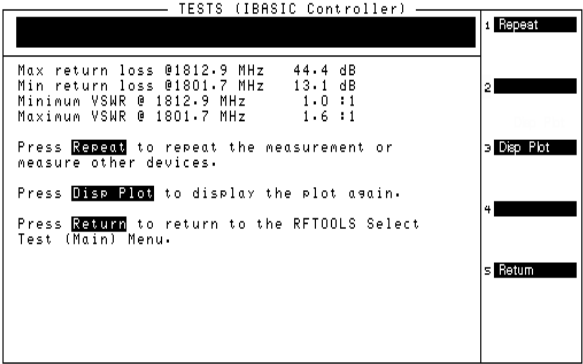 TESTS (IBASIC Controller)
1 Repeat
Max return loss @1812.9 MHz 44.4 dB
Min return loss @1801.7 MHz 13.1 dB
2
Minimum VSWR @ 1812.9 MHz 1.0 :1
Maximum VSWR @ 1801.7 MHz 1.6 :1
Press Repeat to repeat the measurement or
measure other devices.
3 Disp Plot
Press Disp Plot to display the plot again.
4
Press Return to return to the RFTOOLS Select
Test (Main) Menu.
5 Return